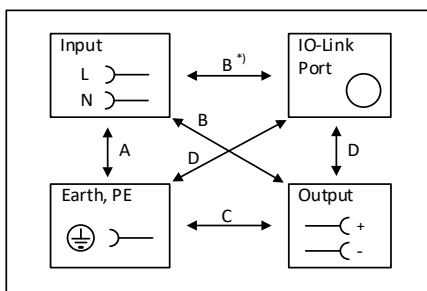 Input
L
N
B *)
IO-Link
Port
A
B
D
D
Earth, PE
C
Output
+
-